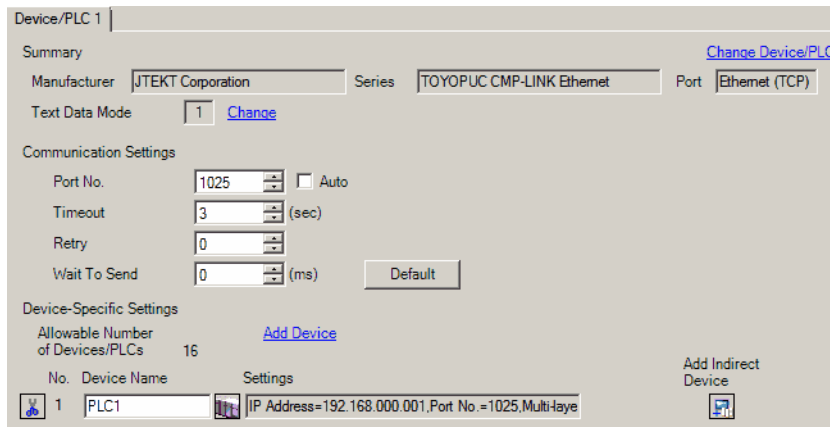 Device/PLC 1
Summary
Change Device/PLC
Manufacturer JTEKT Corporation Series TOYOPUC CMP-LINK Ethernet Port Ethernet (TCP)
Text Data Mode 1 Change
Communication Settings
Port No. 1025 Auto
Timeout 3 (sec)
Retry 0
Wait To Send 0 (ms) Default
Device-Specific Settings
Allowable Number
of Devices/PLCs 16
Add Device
Add Indirect
Device
No. Device Name Settings
1 PLC1 IP Address=192.168.000.001,Port No.=1025,Multi-laye